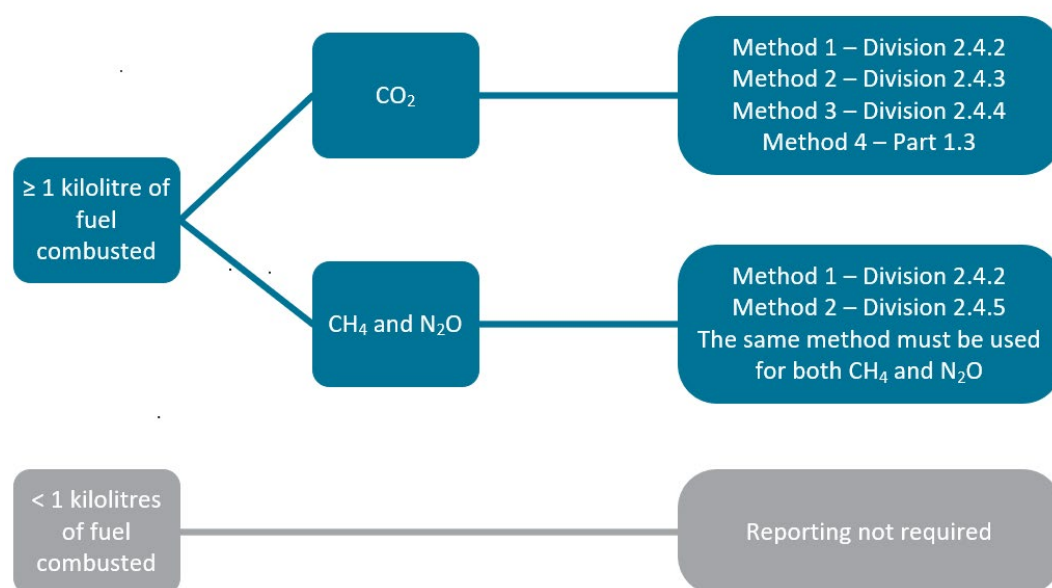 ≥ 1 kilolitre of
fuel
combusted
CO₂
Method 1 – Division 2.4.2
Method 2 – Division 2.4.3
Method 3 – Division 2.4.4
Method 4 – Part 1.3
CH₄ and N₂O
Method 1 – Division 2.4.2
Method 2 – Division 2.4.5
The same method must be used
for both CH₄ and N₂O
< 1 kilolitres
of fuel
combusted
Reporting not required